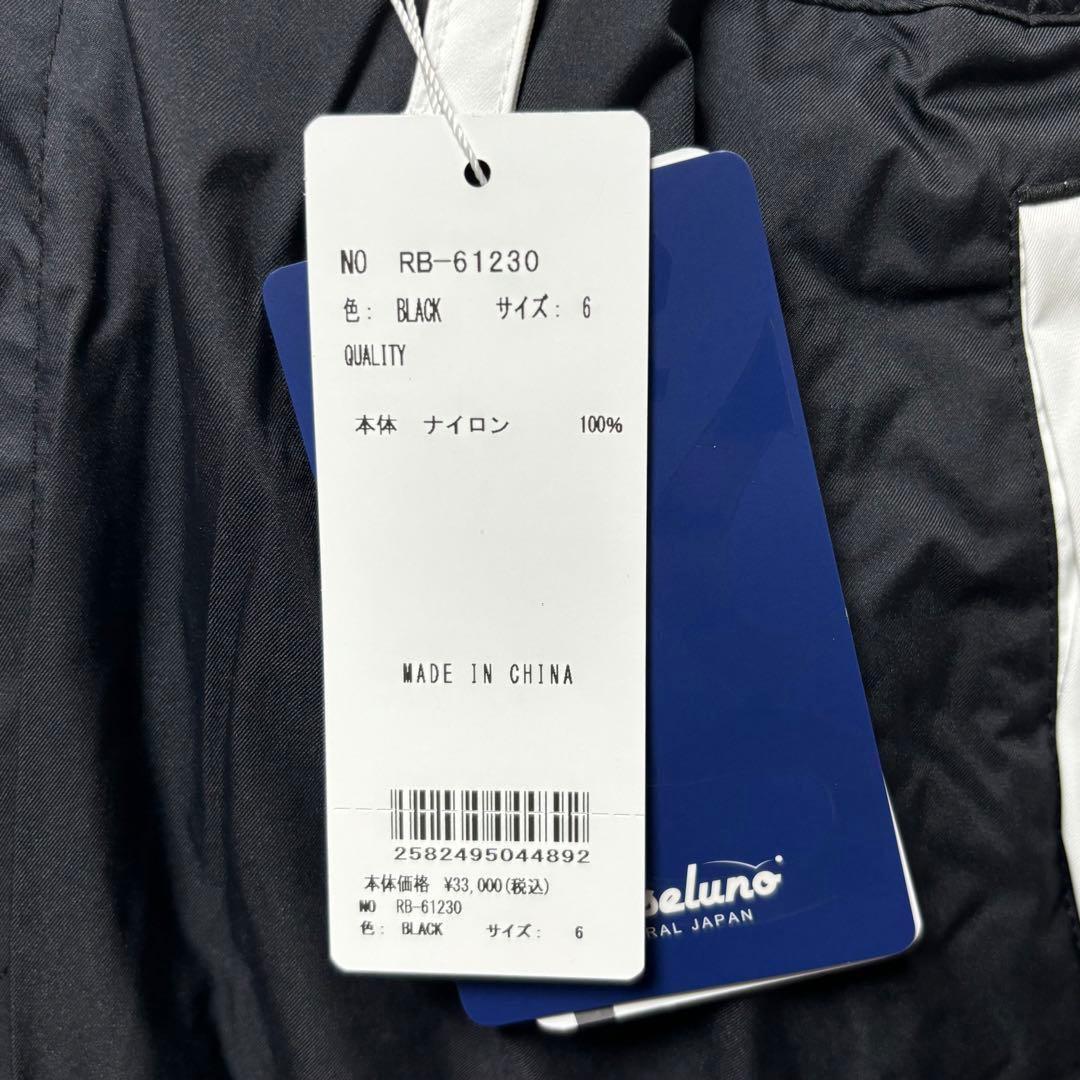 NO RB-61230
色: BLACK サイズ: 6
QUALITY
本体 ナイロン 100%
MADE IN CHINA
2582495044892
本体価格 ¥33,000(税込)
NO RB-61230
色: BLACK サイズ: 6
JAPAN